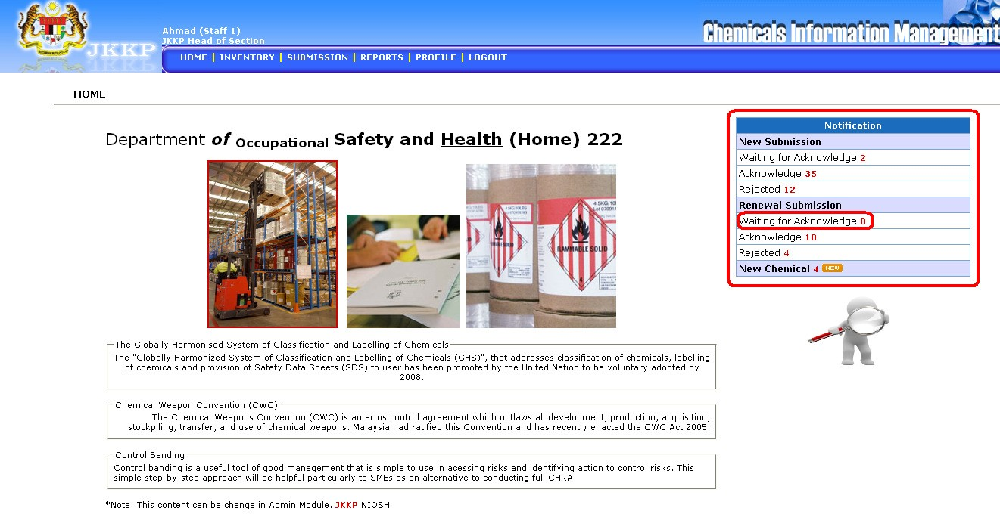 JKKP
Ahmad (Staff 1)
JKKP Head of Section
Chemicals Information Management
HOME | INVENTORY | SUBMISSION | REPORTS | PROFILE | LOGOUT
HOME
Department of Occupational Safety and Health (Home) 222
4.5KG/10LBS
FLAMMABLE SOLID
4.5KG/10
Lot 07091
FLAMMABLE SOLID
4
The Globally Harmonised System of Classification and Labelling of Chemicals
The "Globally Harmonized System of Classification and Labelling of Chemicals (GHS)", that addresses classification of chemicals, labelling
of chemicals and provision of Safety Data Sheets (SDS) to user has been promoted by the United Nation to be voluntary adopted by
2008.
Chemical Weapon Convention (CWC)
The Chemical Weapons Convention (CWC) is an arms control agreement which outlaws all development, production, acquisition,
stockpiling, transfer, and use of chemical weapons. Malaysia had ratified this Convention and has recently enacted the CWC Act 2005.
Control Banding
Control banding is a useful tool of good management that is simple to use in acessing risks and identifying action to control risks. This
simple step-by-step approach will be helpful particularly to SMEs as an alternative to conducting full CHRA.
*Note: This content can be change in Admin Module. JKKP NIOSH
Notification
New Submission
Waiting for Acknowledge 2
Acknowledge 35
Rejected 12
Renewal Submission
Waiting for Acknowledge 0
Acknowledge 10
Rejected 4
New Chemical 4 NEW